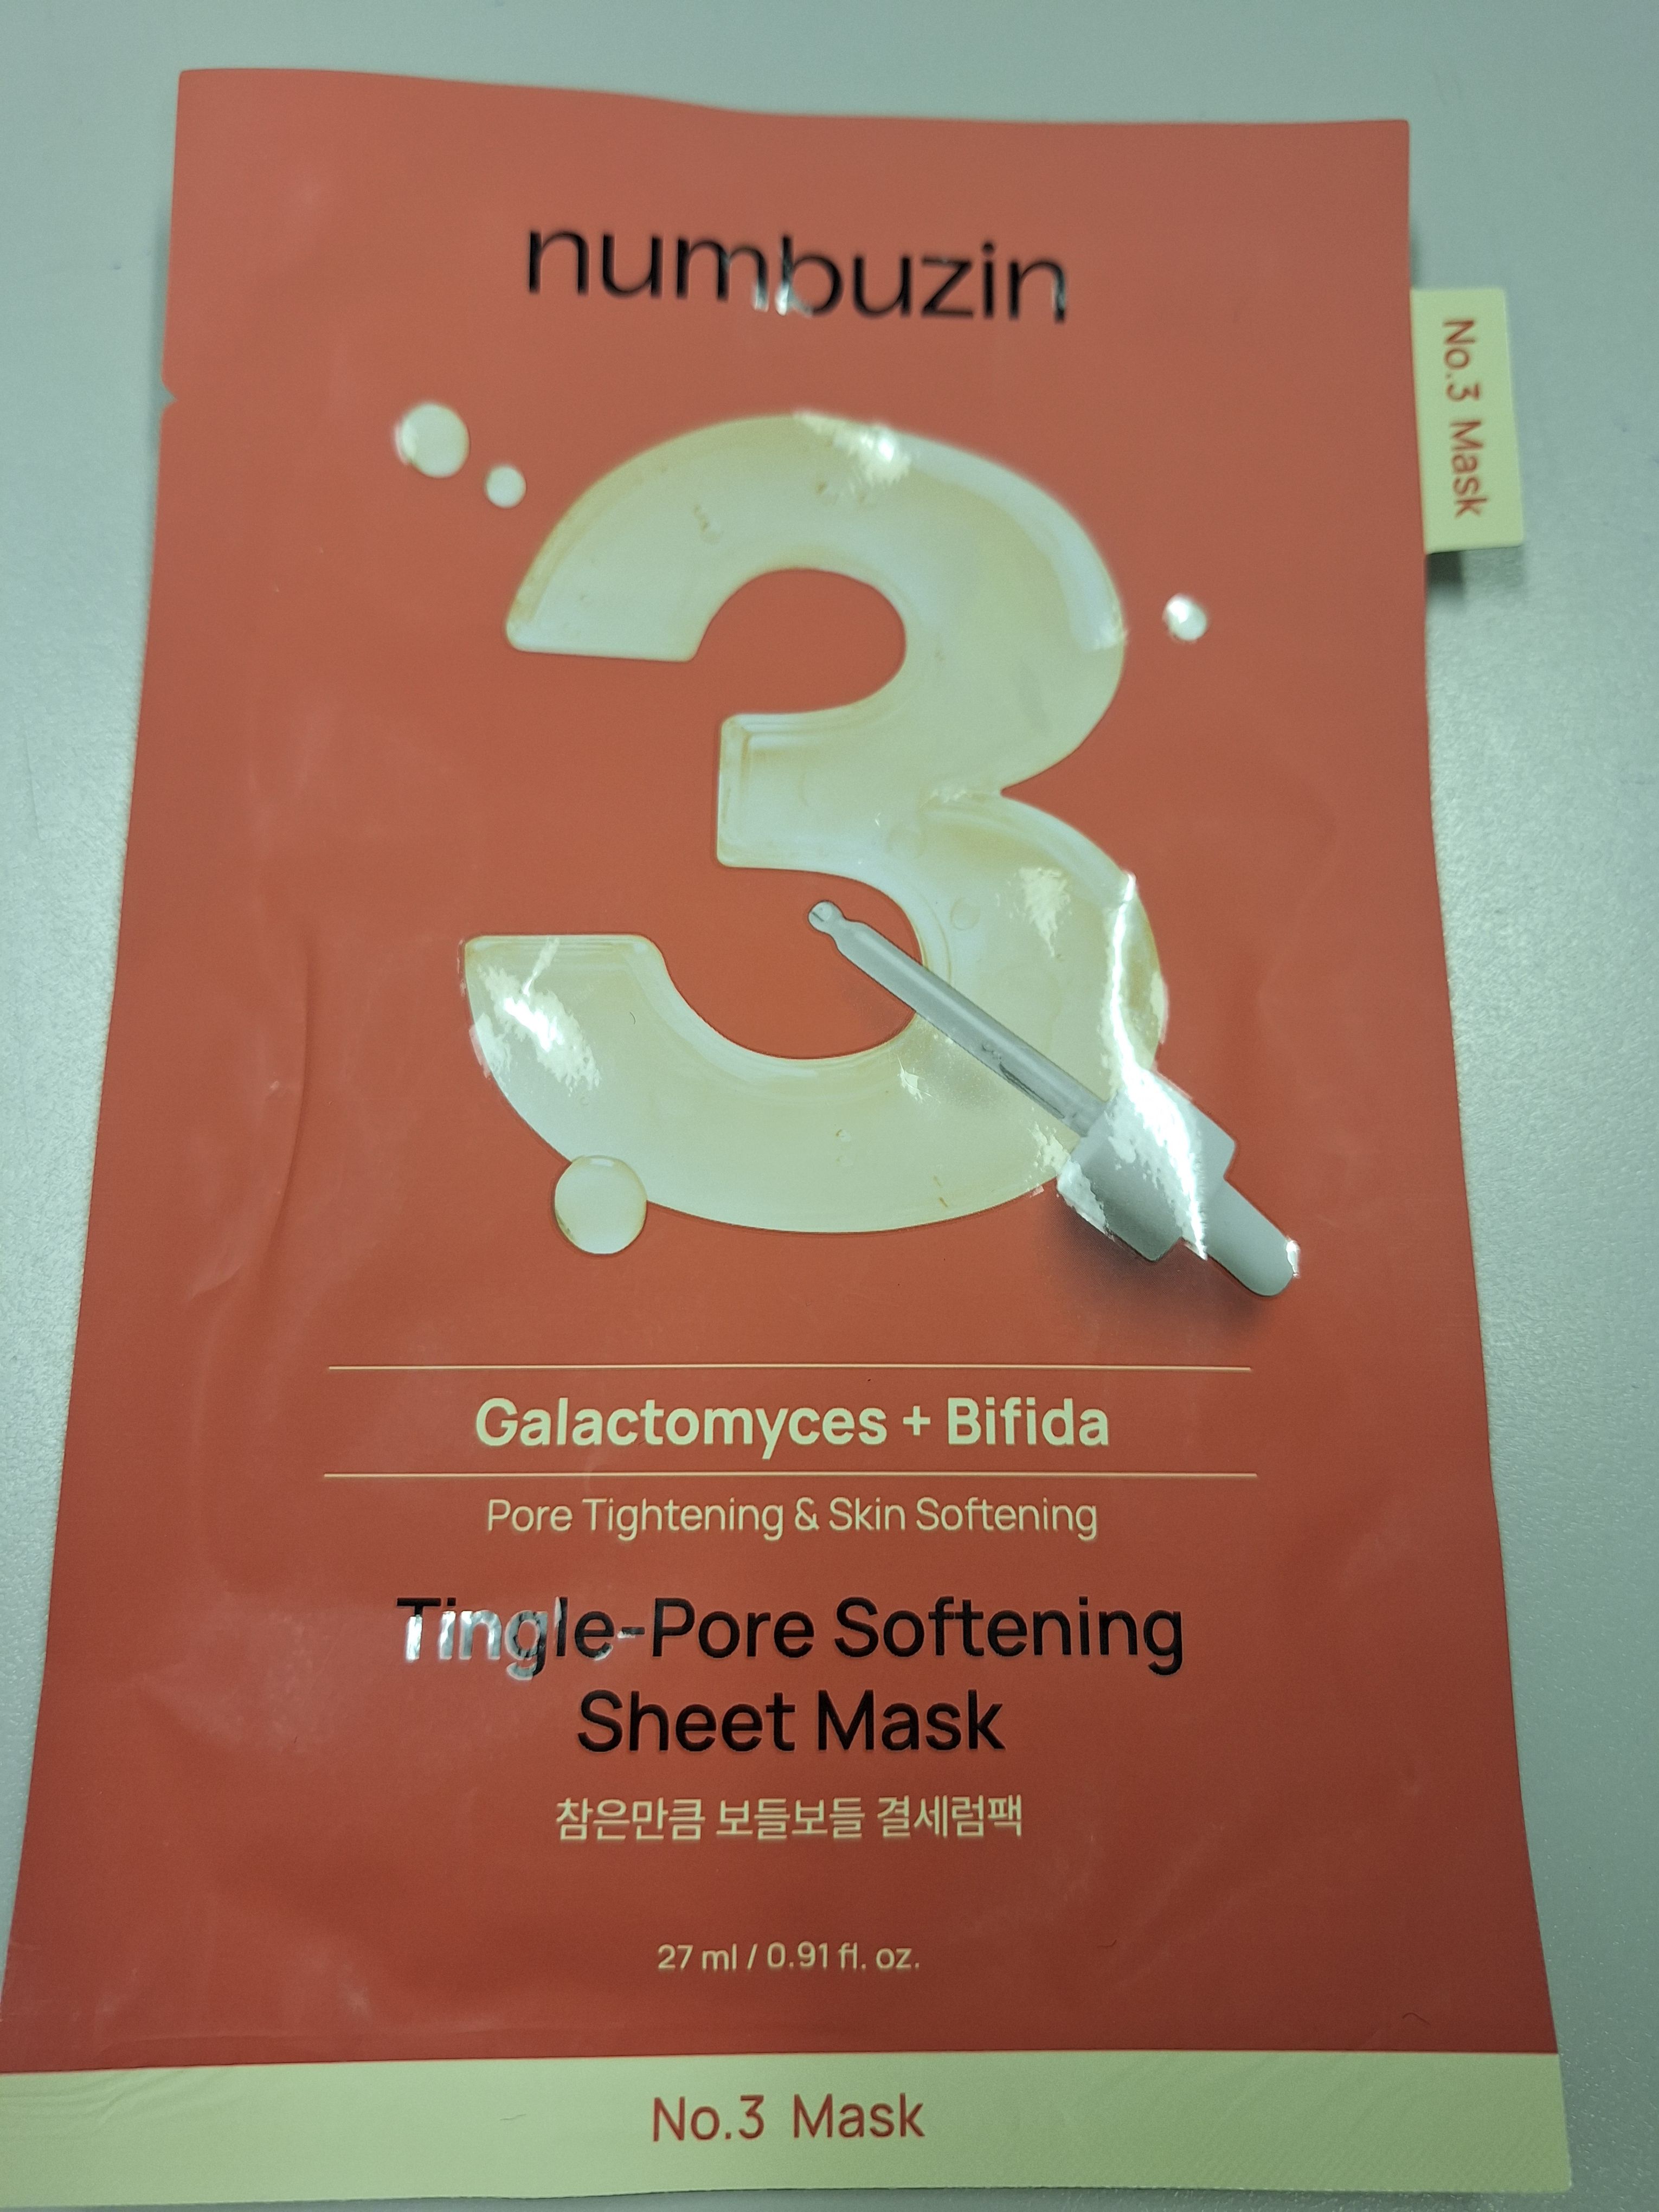 numbuzin
No.3 Mask
3
Galactomyces + Bifida
Pore Tightening & Skin Softening
Tingle-Pore Softening
Sheet Mask
참은만큼 보들보들 결세럼팩
27 ml / 0.91 fl. oz.
No.3 Mask